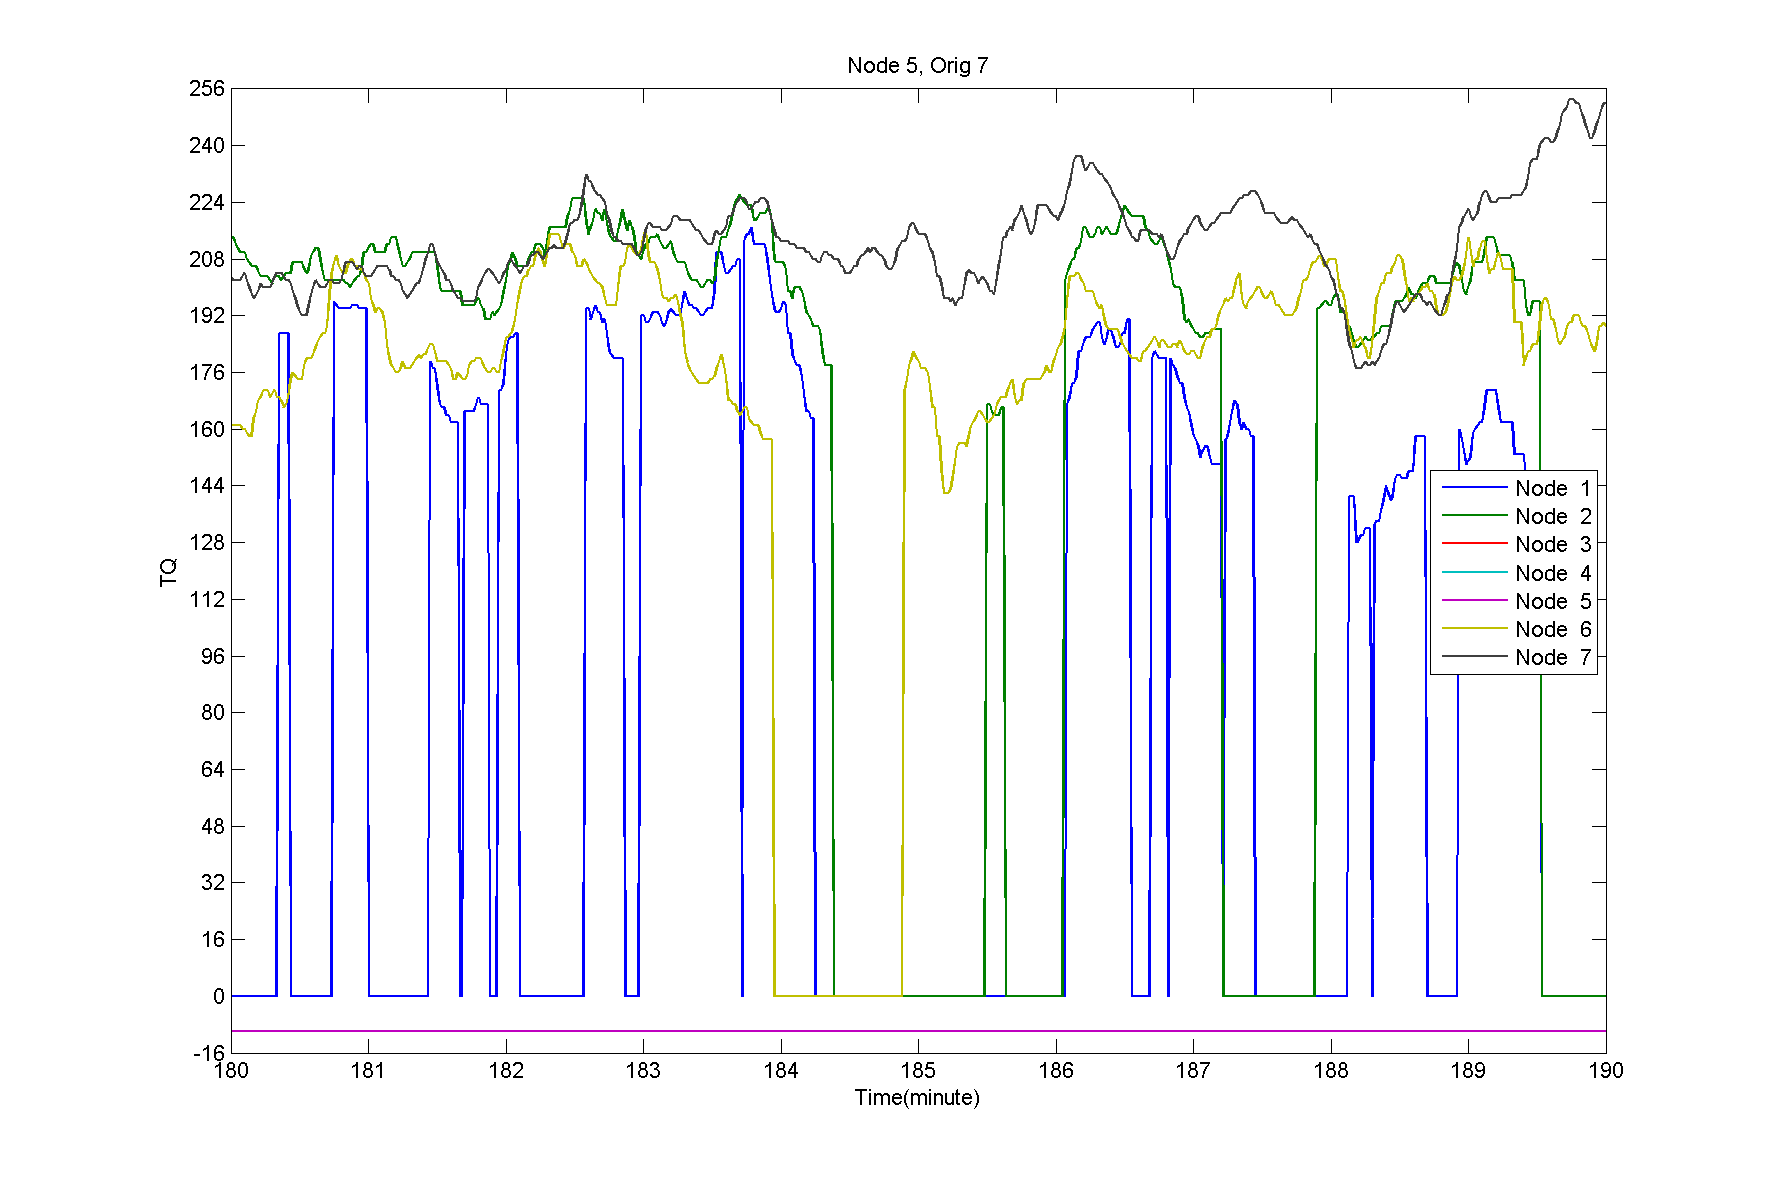 Node 5, Orig 7
256
240
224
208
192
176
160
144
128
112
96
80
64
48
32
16
0
-16
TQ
Node 1
Node 2
Node 3
Node 4
Node 5
Node 6
Node 7
180 181 182 183 184 185 186 187 188 189 190
Time(minute)